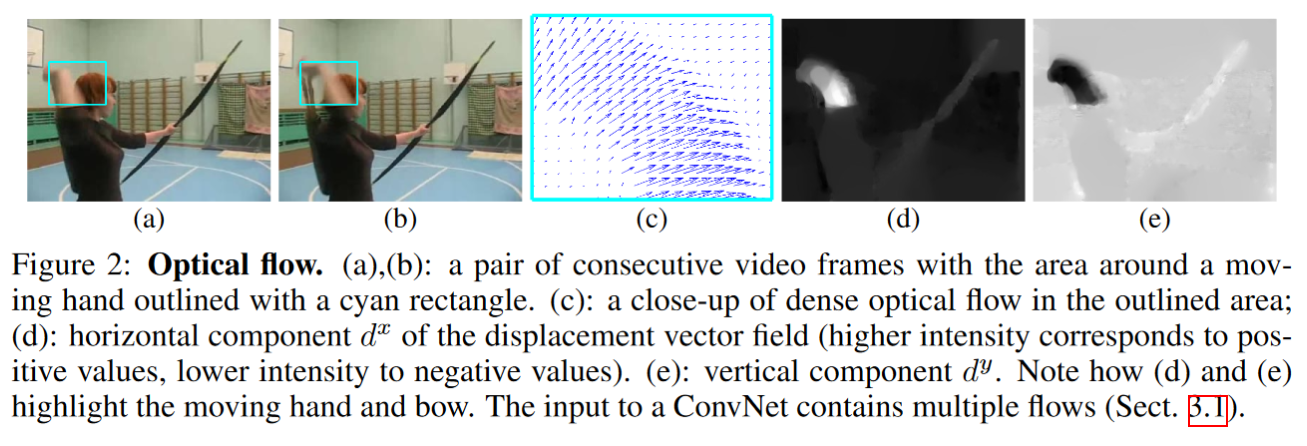 (a) (b) (c) (d) (e)
Figure 2: Optical flow. (a),(b): a pair of consecutive video frames with the area around a mov-
ing hand outlined with a cyan rectangle. (c): a close-up of dense optical flow in the outlined area;
(d): horizontal component dˣ of the displacement vector field (higher intensity corresponds to pos-
itive values, lower intensity to negative values). (e): vertical component dʸ. Note how (d) and (e)
highlight the moving hand and bow. The input to a ConvNet contains multiple flows (Sect. 3.1).